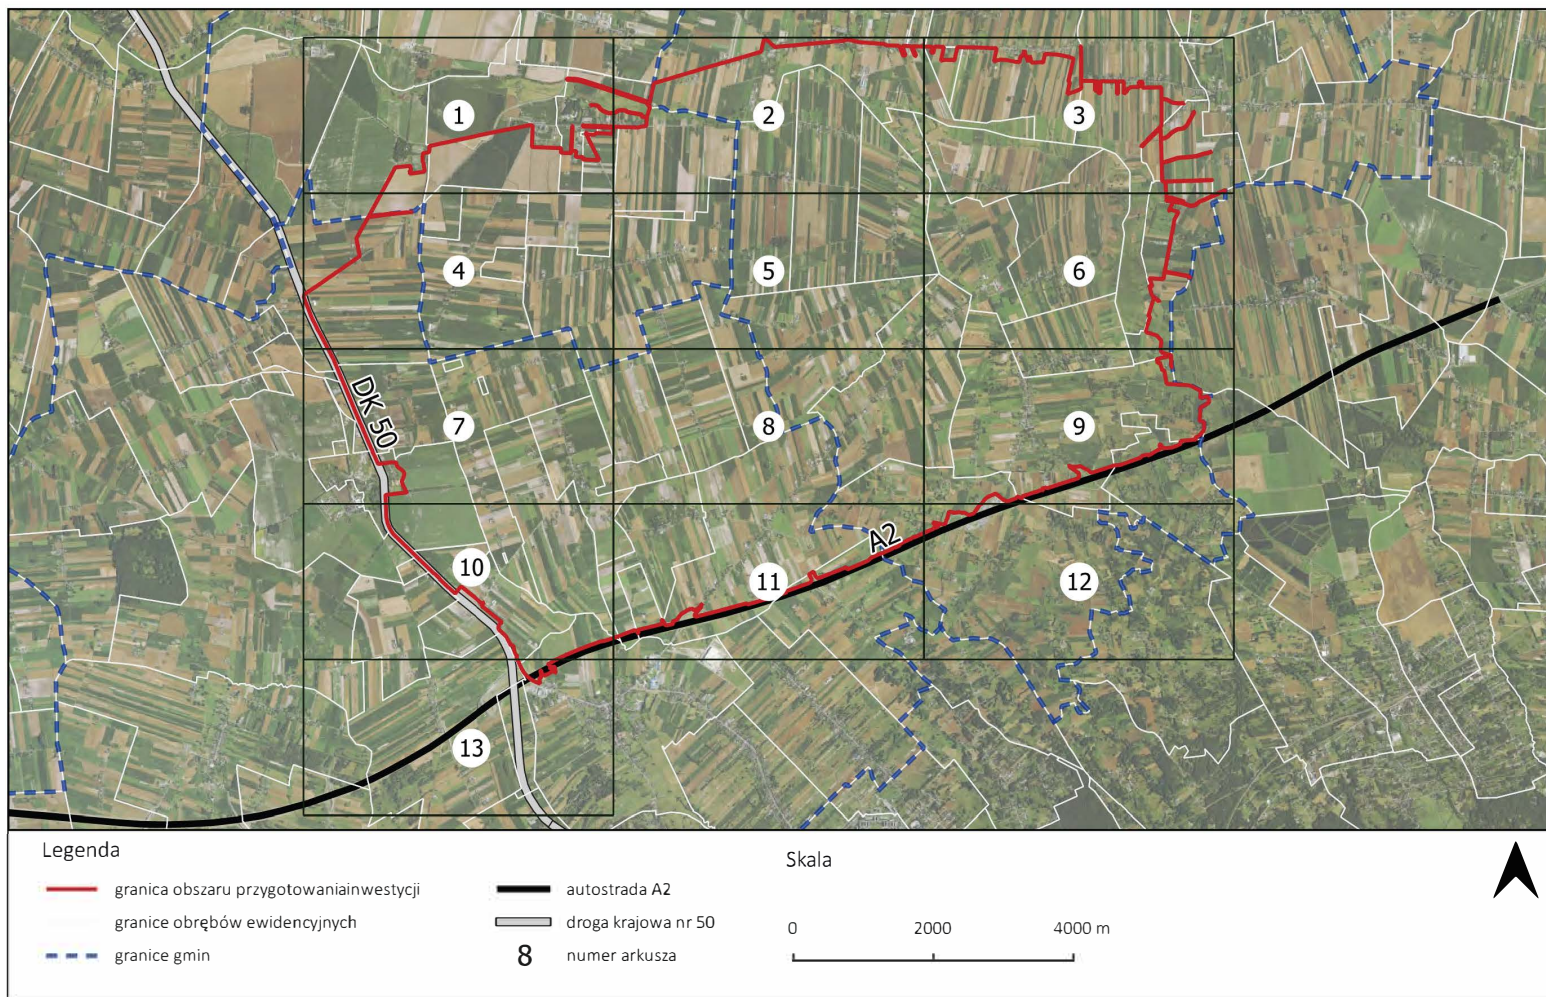 1
2
3
4
5
6
DK 50
7
8
9
A2
10
11
12
13
Legenda
granica obszaru przygotowaniainwestycji
granice obrębów ewidencyjnych
granice gmin
autostrada A2
droga krajowa nr 50
8 numer arkusza
Skala
0 2000 4000 m